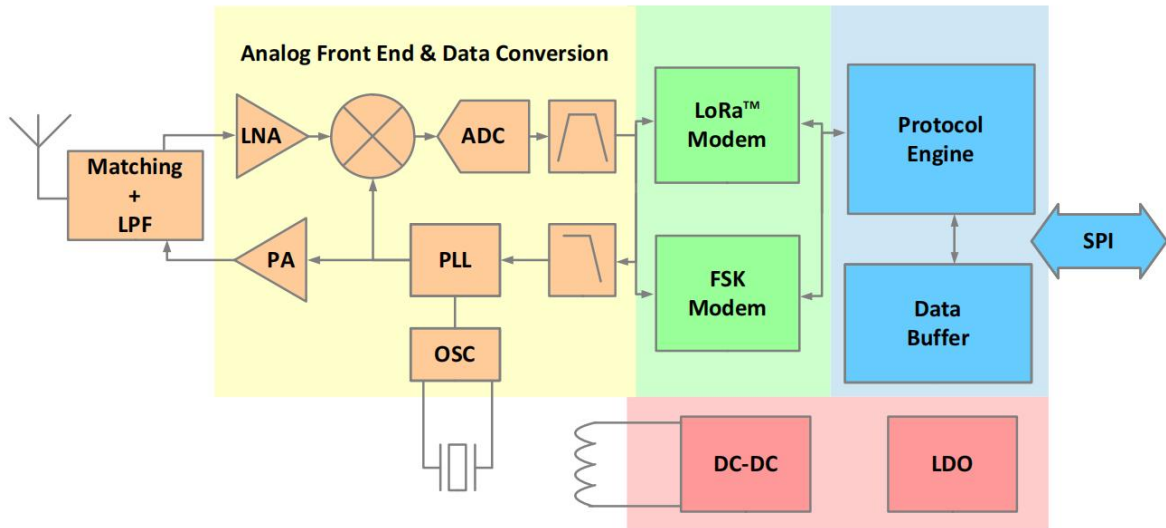 Analog Front End & Data Conversion
LNA
ADC
LoRa™
Modem
Protocol
Engine
Matching
+
LPF
PA
PLL
FSK
Modem
SPI
Data
Buffer
OSC
DC-DC
LDO